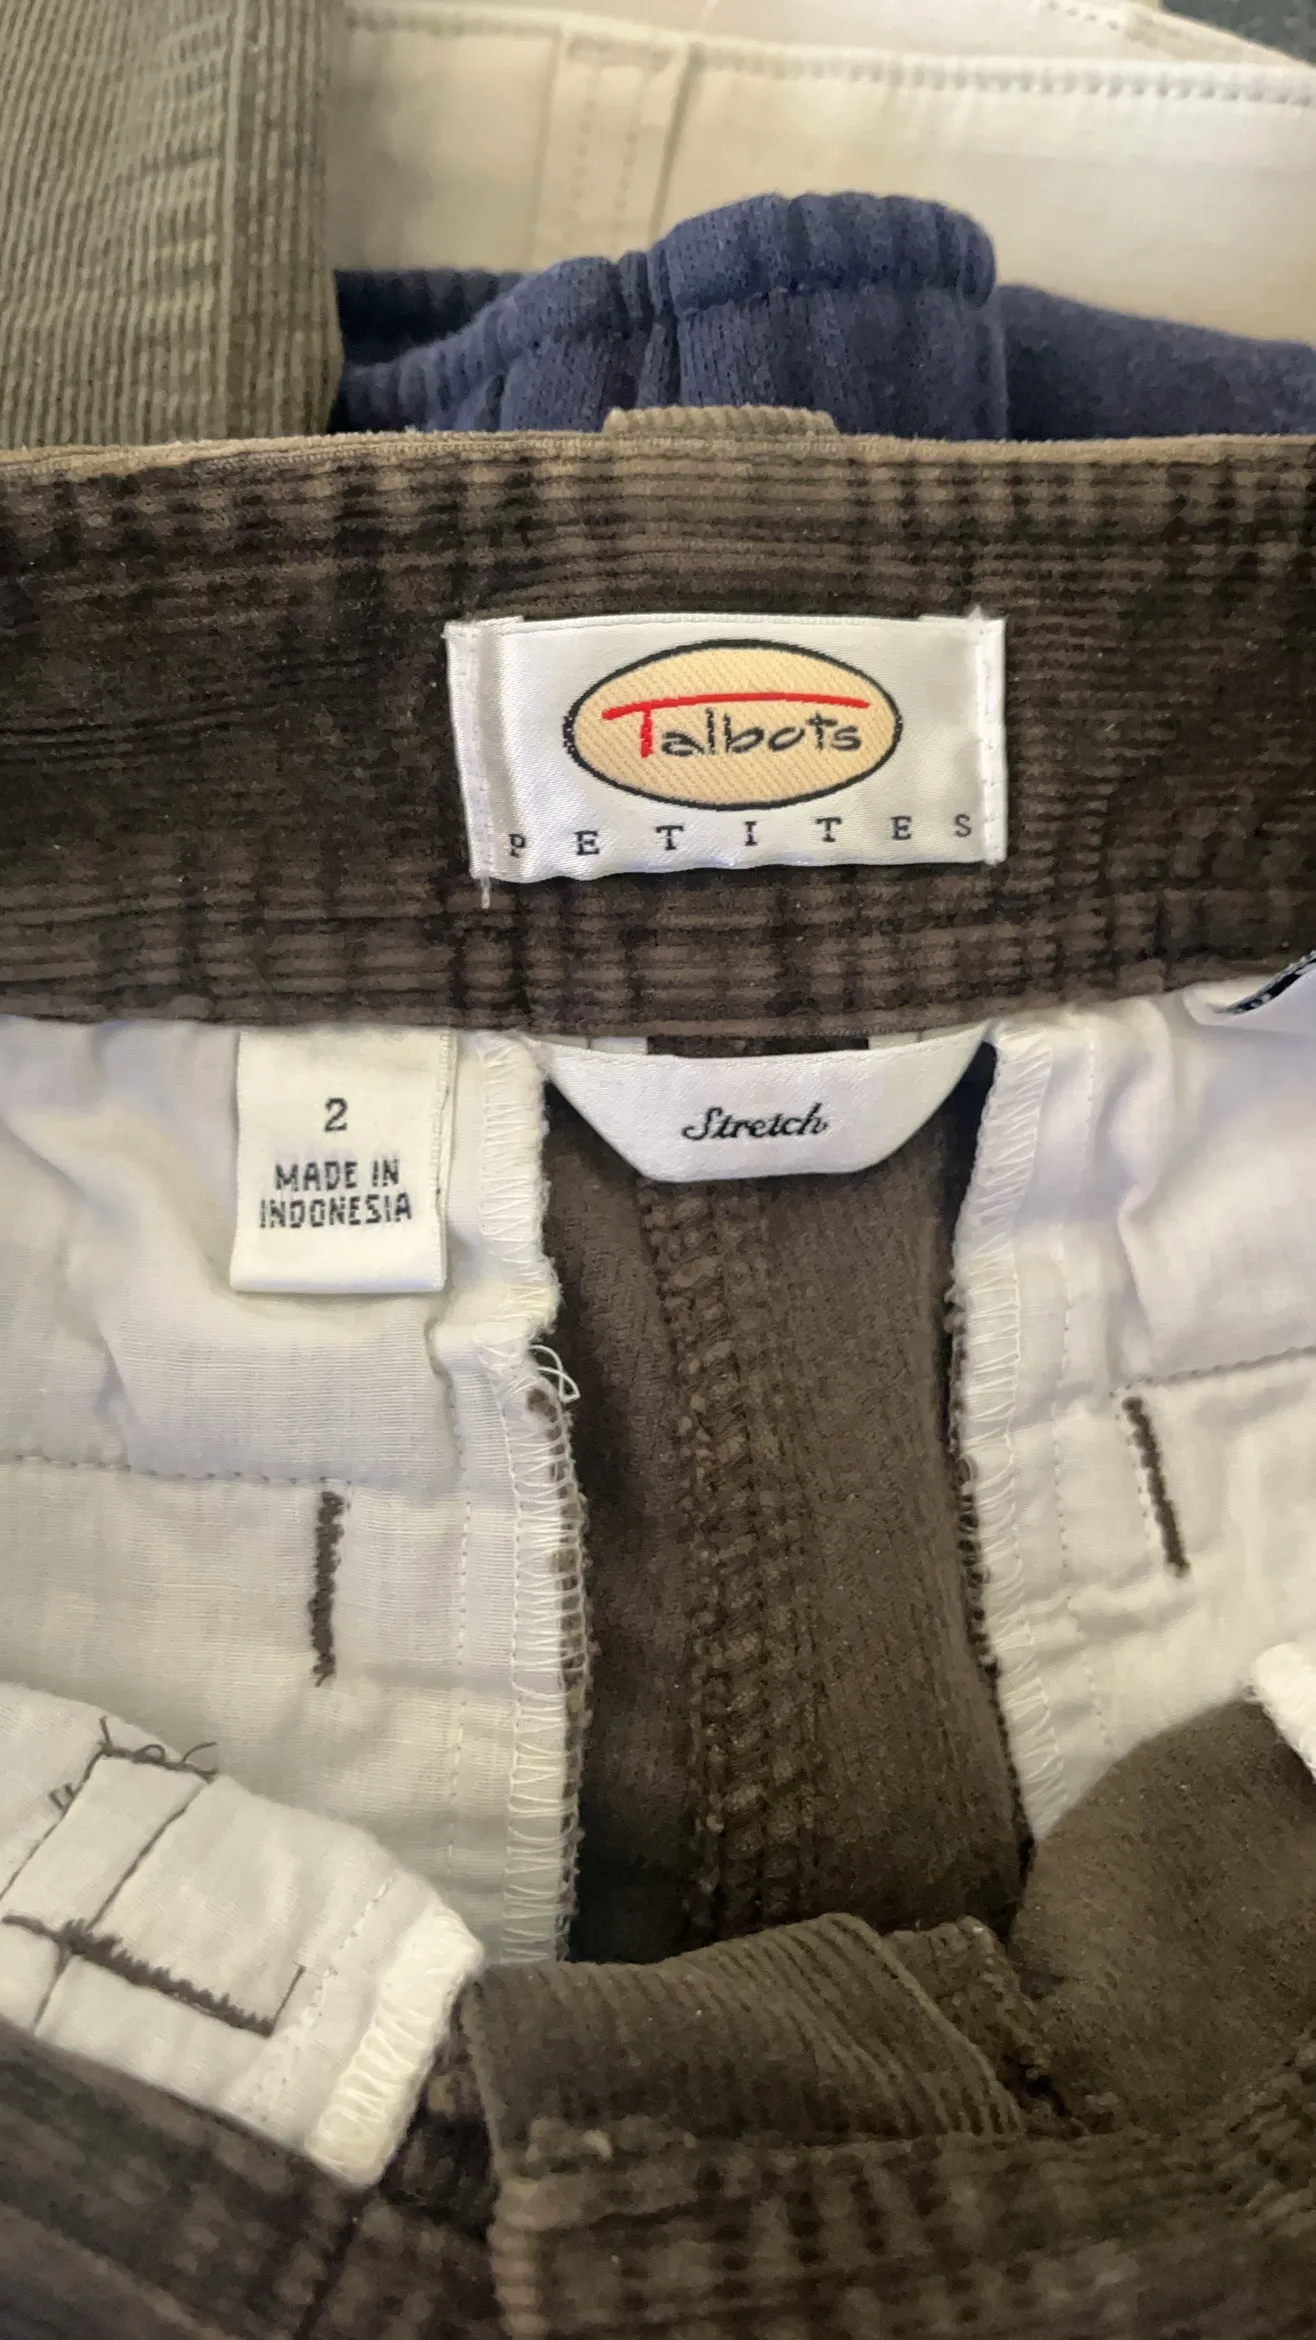 Talbots
PETITES
Stretch
2
MADE IN
INDONESIA